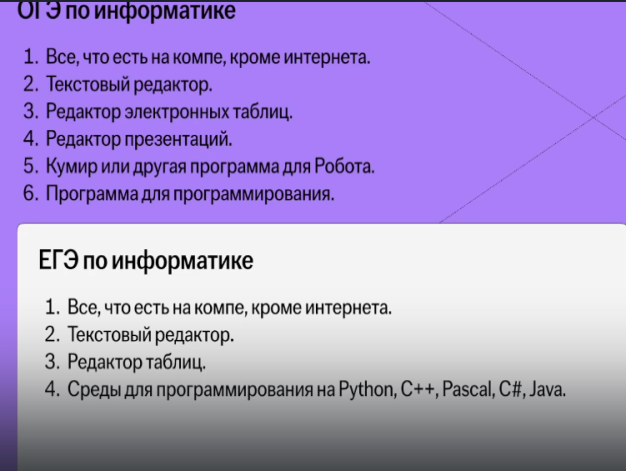 ОГЭ по информатике
1. Все, что есть на компе, кроме интернета.
2. Текстовый редактор.
3. Редактор электронных таблиц.
4. Редактор презентаций.
5. Кумир или другая программа для Робота.
6. Программа для программирования.
ЕГЭ по информатике
1. Все, что есть на компе, кроме интернета.
2. Текстовый редактор.
3. Редактор таблиц.
4. Среды для программирования на Python, C++, Pascal, C#, Java.